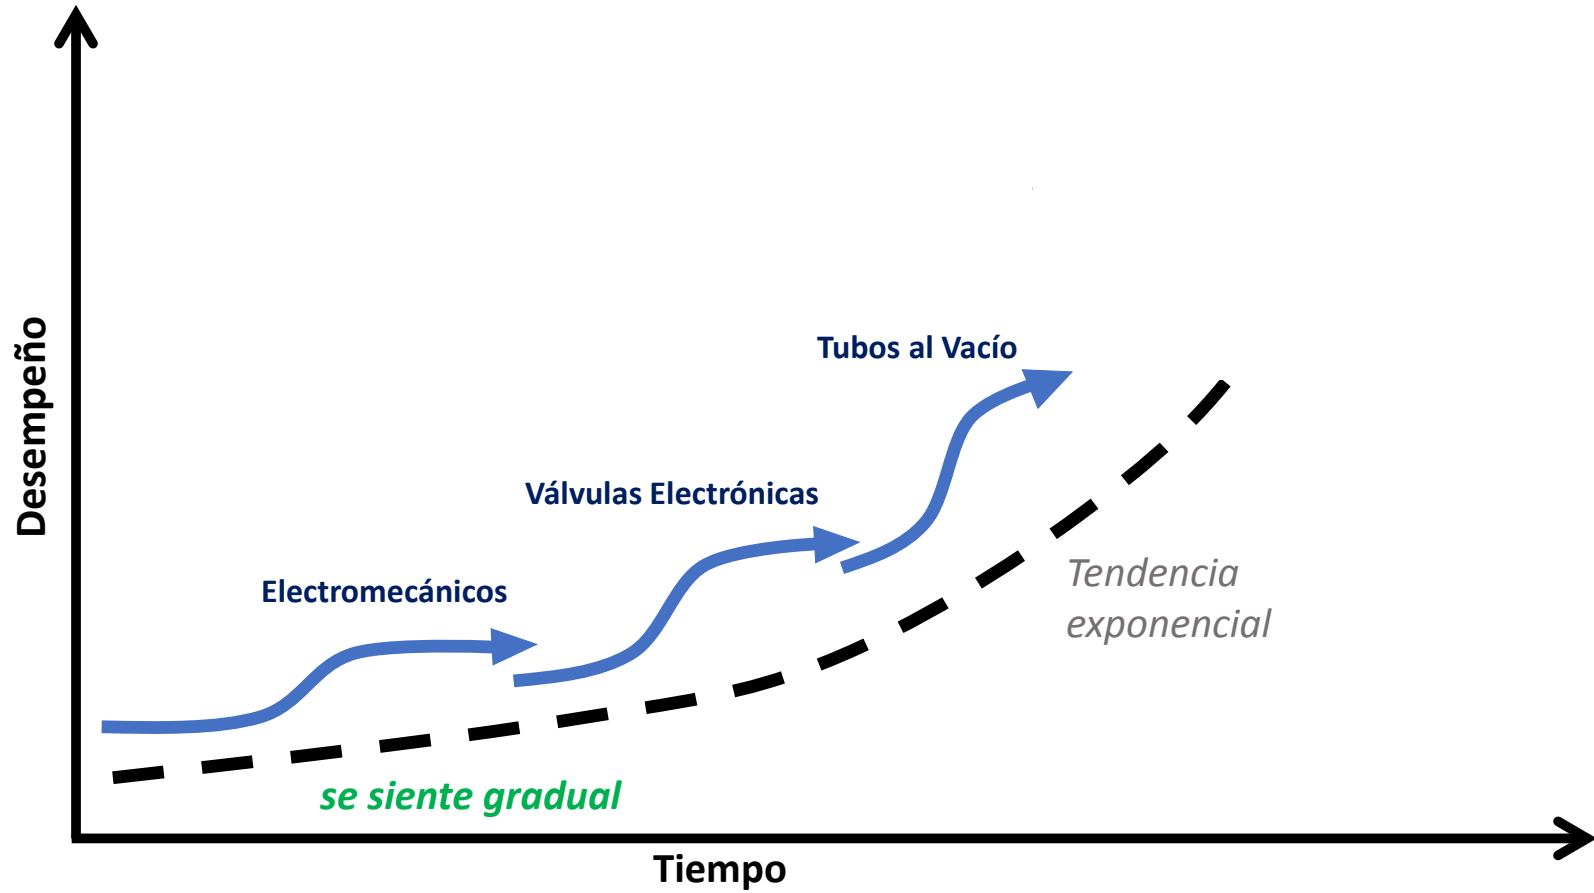 Desempeño
Tubos al Vacío
Válvulas Electrónicas
Electromecánicos
Tendencia
exponencial
se siente gradual
Tiempo